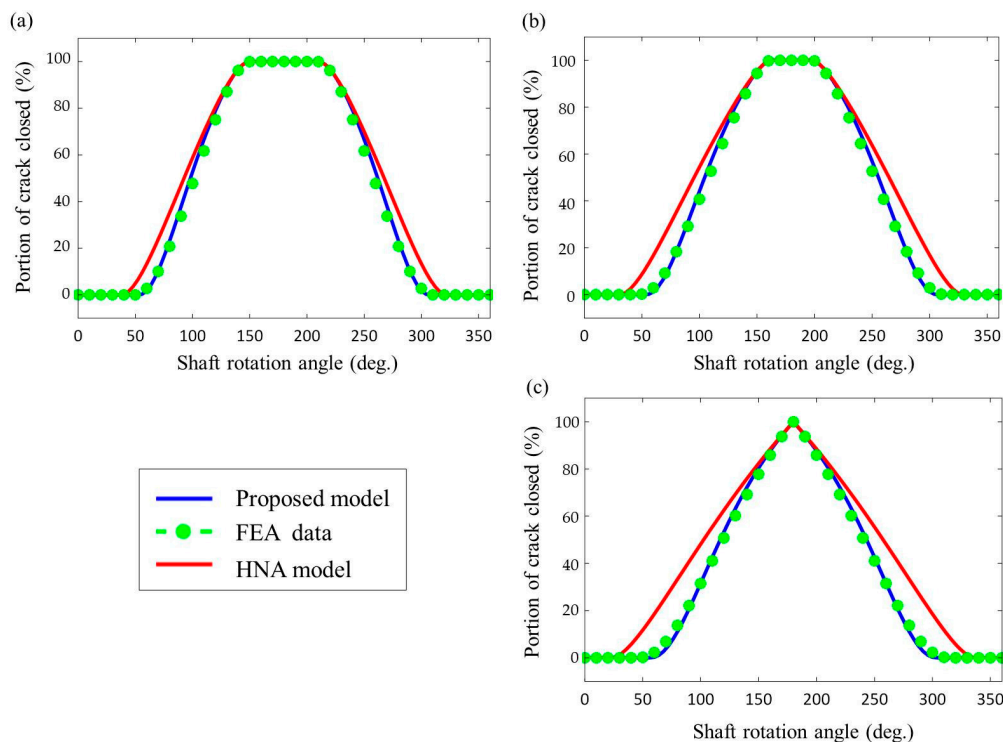 (a)
Portion of crack closed (%)
100
80
60
40
20
0
0 50 100 150 200 250 300 350
Shaft rotation angle (deg.)
(b)
Portion of crack closed (%)
100
80
60
40
20
0
0 50 100 150 200 250 300 350
Shaft rotation angle (deg.)
(c)
Portion of crack closed (%)
100
80
60
40
20
0
0 50 100 150 200 250 300 350
Shaft rotation angle (deg.)
Proposed model
FEA data
HNA model